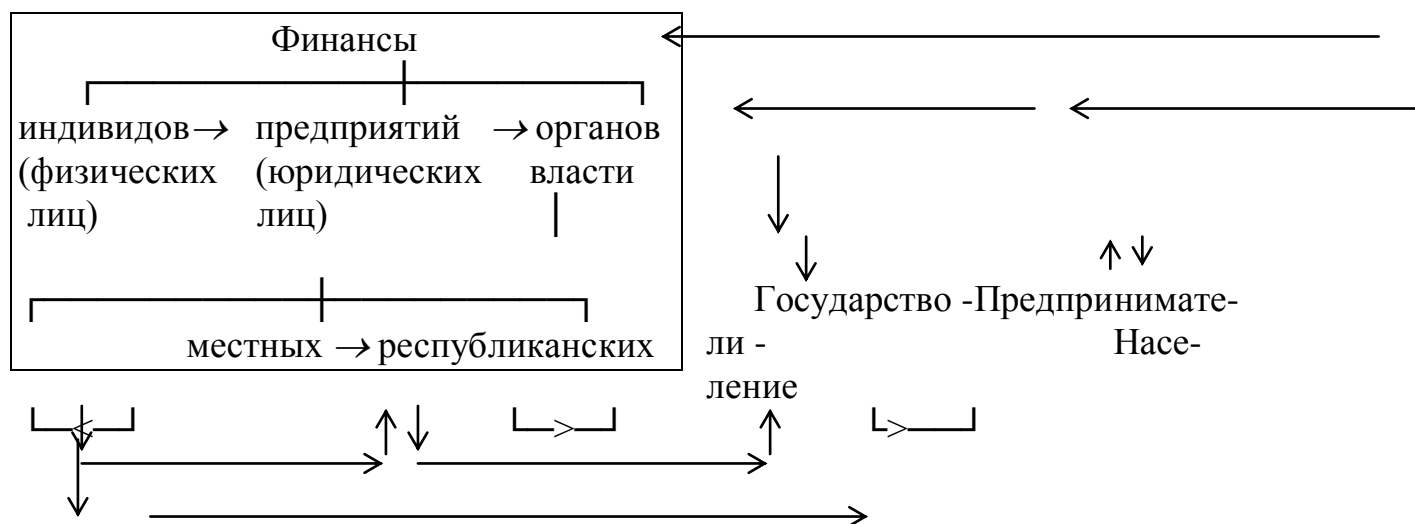 Финансы
индивидов → предприятий → органов
(физических (юридических власти
лиц) лиц)
Государство -Предпринимате-
местных → республиканских ли - Насе-
ление